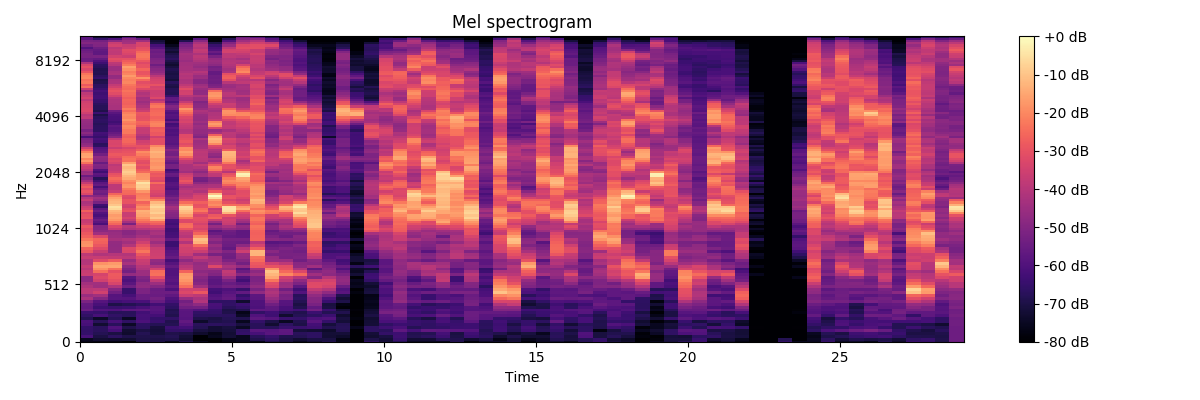 Mel spectrogram
8192
4096
2048
1024
512
0
Hz
0 5 10 15 20 25
Time
+0 dB
-10 dB
-20 dB
-30 dB
-40 dB
-50 dB
-60 dB
-70 dB
-80 dB